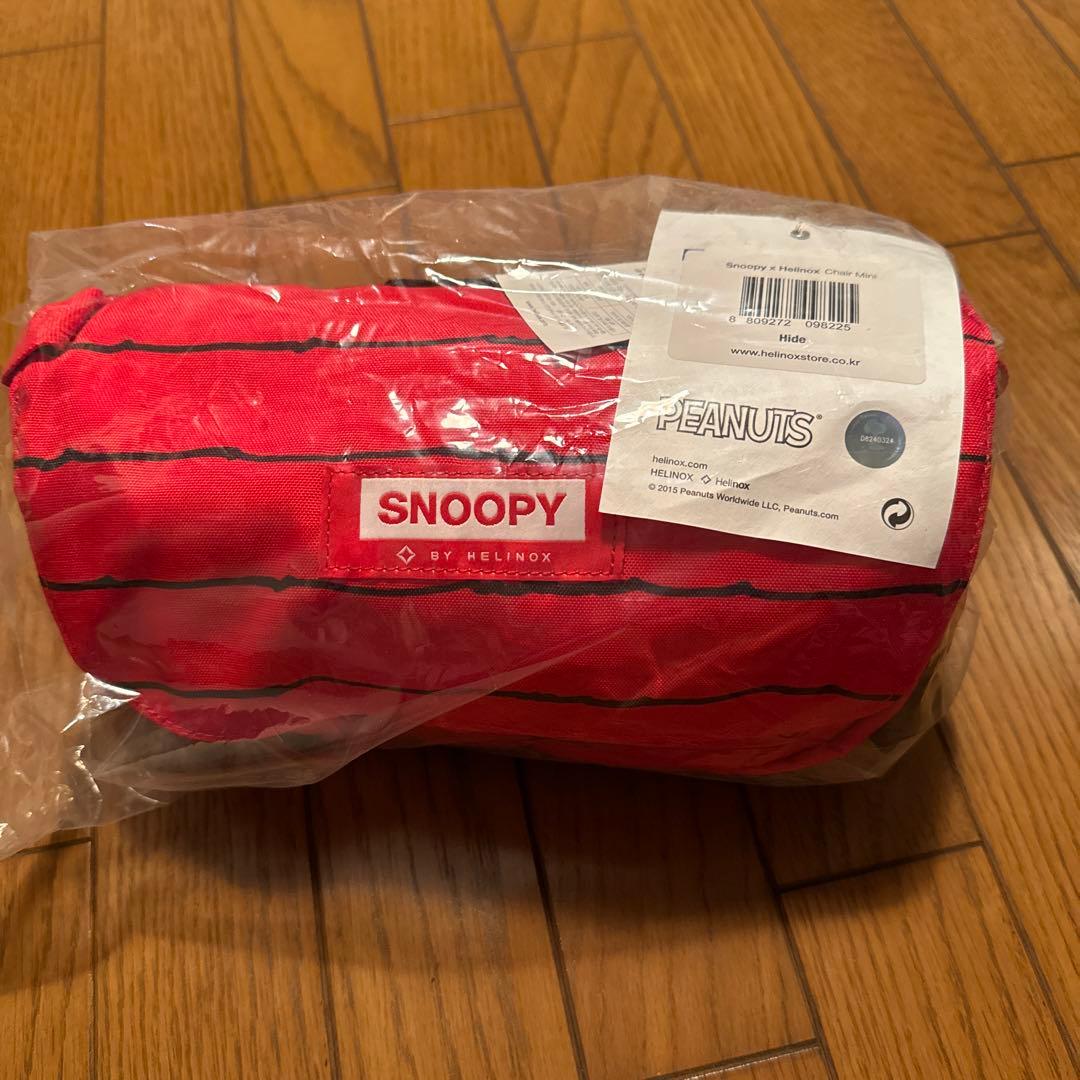 Snoopy x Helinox Chair Mini
8 809272 098225
Hide
www.helinoxstore.co.kr
PEANUTS®
D8240324
helinox.com
HELINOX Helinox
© 2015 Peanuts Worldwide LLC, Peanuts.com
SNOOPY
BY HELINOX